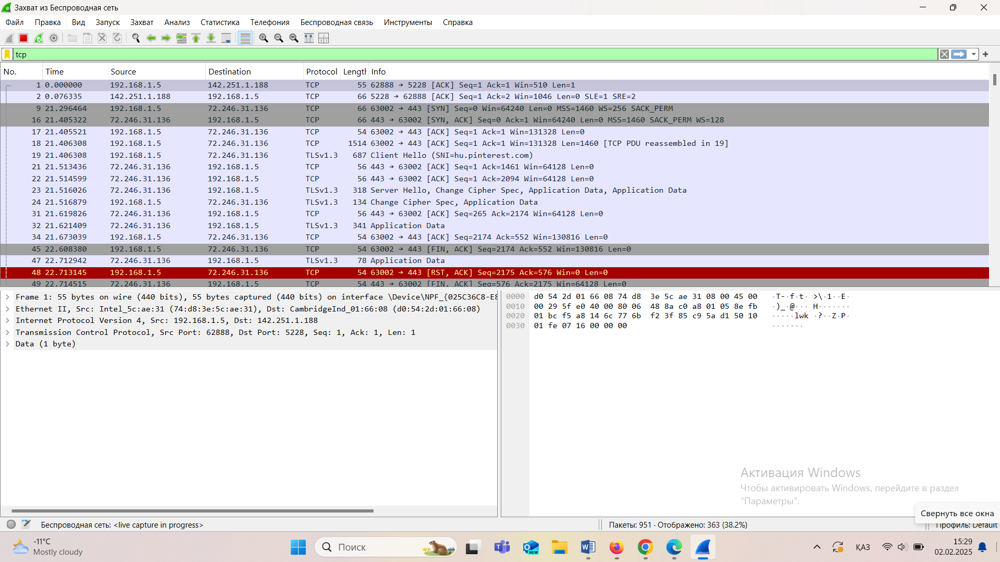 Захват из Беспроводная сеть
Файл Правка Вид Запуск Захват Анализ Статистика Телефония Беспроводная связь Инструменты Справка
tcp
No. Time Source Destination Protocol Length Info
1 0.000000 192.168.1.5 142.251.1.188 TCP 55 62888 → 5228 [ACK] Seq=1 Ack=1 Win=510 Len=1
2 0.076335 142.251.1.188 192.168.1.5 TCP 66 5228 → 62888 [ACK] Seq=1 Ack=2 Win=1046 Len=0 SLE=1 SRE=2
9 21.296464 192.168.1.5 72.246.31.136 TCP 66 63002 → 443 [SYN] Seq=0 Win=64240 Len=0 MSS=1460 WS=256 SACK_PERM
16 21.405322 72.246.31.136 192.168.1.5 TCP 66 443 → 63002 [SYN, ACK] Seq=0 Ack=1 Win=64240 Len=0 MSS=1460 SACK_PERM WS=128
17 21.405521 192.168.1.5 72.246.31.136 TCP 54 63002 → 443 [ACK] Seq=1 Ack=1 Win=131328 Len=0
18 21.406308 192.168.1.5 72.246.31.136 TCP 1514 63002 → 443 [ACK] Seq=1 Ack=1 Win=131328 Len=1460 [TCP PDU reassembled in 19]
19 21.406308 192.168.1.5 72.246.31.136 TLSv1.3 687 Client Hello (SNI=hu.pinterest.com)
21 21.513436 72.246.31.136 192.168.1.5 TCP 56 443 → 63002 [ACK] Seq=1 Ack=1461 Win=64128 Len=0
22 21.514599 72.246.31.136 192.168.1.5 TCP 56 443 → 63002 [ACK] Seq=1 Ack=2094 Win=64128 Len=0
23 21.516026 72.246.31.136 192.168.1.5 TLSv1.3 318 Server Hello, Change Cipher Spec, Application Data, Application Data
24 21.516879 192.168.1.5 72.246.31.136 TLSv1.3 134 Change Cipher Spec, Application Data
31 21.619826 72.246.31.136 192.168.1.5 TCP 56 443 → 63002 [ACK] Seq=265 Ack=2174 Win=64128 Len=0
32 21.621409 72.246.31.136 192.168.1.5 TLSv1.3 341 Application Data
34 21.673039 192.168.1.5 72.246.31.136 TCP 54 63002 → 443 [ACK] Seq=2174 Ack=552 Win=130816 Len=0
45 22.608380 192.168.1.5 72.246.31.136 TCP 54 63002 → 443 [FIN, ACK] Seq=2174 Ack=552 Win=130816 Len=0
47 22.712942 72.246.31.136 192.168.1.5 TLSv1.3 78 Application Data
48 22.713145 192.168.1.5 72.246.31.136 TCP 54 63002 → 443 [RST, ACK] Seq=2175 Ack=576 Win=0 Len=0
49 22.714515 72.246.31.136 192.168.1.5 TCP 54 443 → 63002 [FIN, ACK] Seq=576 Ack=2175 Win=64128 Len=0
Frame 1: 55 bytes on wire (440 bits), 55 bytes captured (440 bits) on interface \Device\NPF_{025C36C8-E8
Ethernet II, Src: Intel_5c:ae:31 (74:d8:3e:5c:ae:31), Dst: CambridgeInd_01:66:08 (d0:54:2d:01:66:08)
Internet Protocol Version 4, Src: 192.168.1.5, Dst: 142.251.1.188
Transmission Control Protocol, Src Port: 62888, Dst Port: 5228, Seq: 1, Ack: 1, Len: 1
Data (1 byte)
0000 d0 54 2d 01 66 08 74 d8 3e 5c ae 31 08 00 45 00 ·T-·f·t· >\·1··E·
0010 00 29 5f e0 40 00 80 06 48 8a c0 a8 01 05 8e fb ·)_·@··· H·······
0020 01 bc f5 a8 14 6c 77 6b f2 3f 85 c9 5a d1 50 10 ·····lwk ·?··Z·P·
0030 01 fe 07 16 00 00 00 ·······
Активация Windows
Чтобы активировать Windows, перейдите в раздел
"Параметры".
Свернуть все окна
Беспроводная сеть: <live capture in progress> Пакеты: 951 · Отображено: 363 (38.2%) Профиль: Default
-11°C
Mostly cloudy
Поиск
NEW
ҚАЗ
15:29
02.02.2025